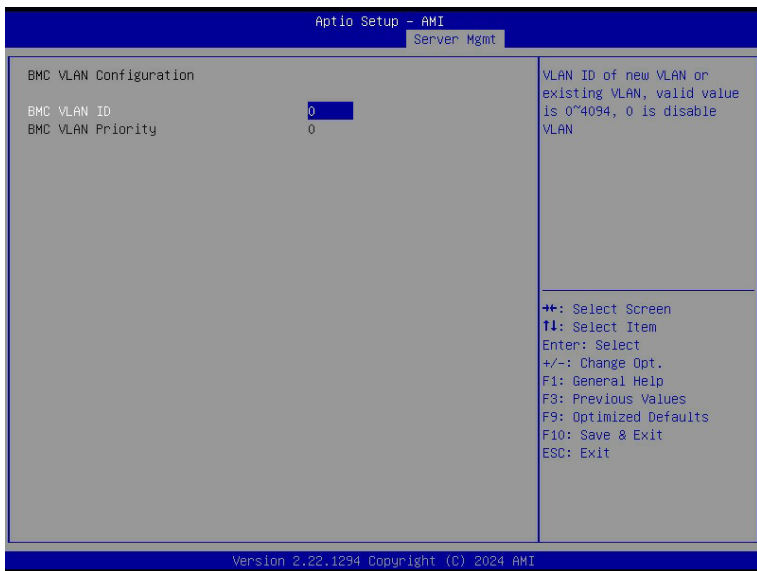 Aptio Setup – AMI
Server Mgmt
BMC VLAN Configuration
BMC VLAN ID 0
BMC VLAN Priority 0
VLAN ID of new VLAN or
existing VLAN, valid value
is 0~4094, 0 is disable
VLAN
→←: Select Screen
↑↓: Select Item
Enter: Select
+/-: Change Opt.
F1: General Help
F3: Previous Values
F9: Optimized Defaults
F10: Save & Exit
ESC: Exit
Version 2.22.1294 Copyright (C) 2024 AMI